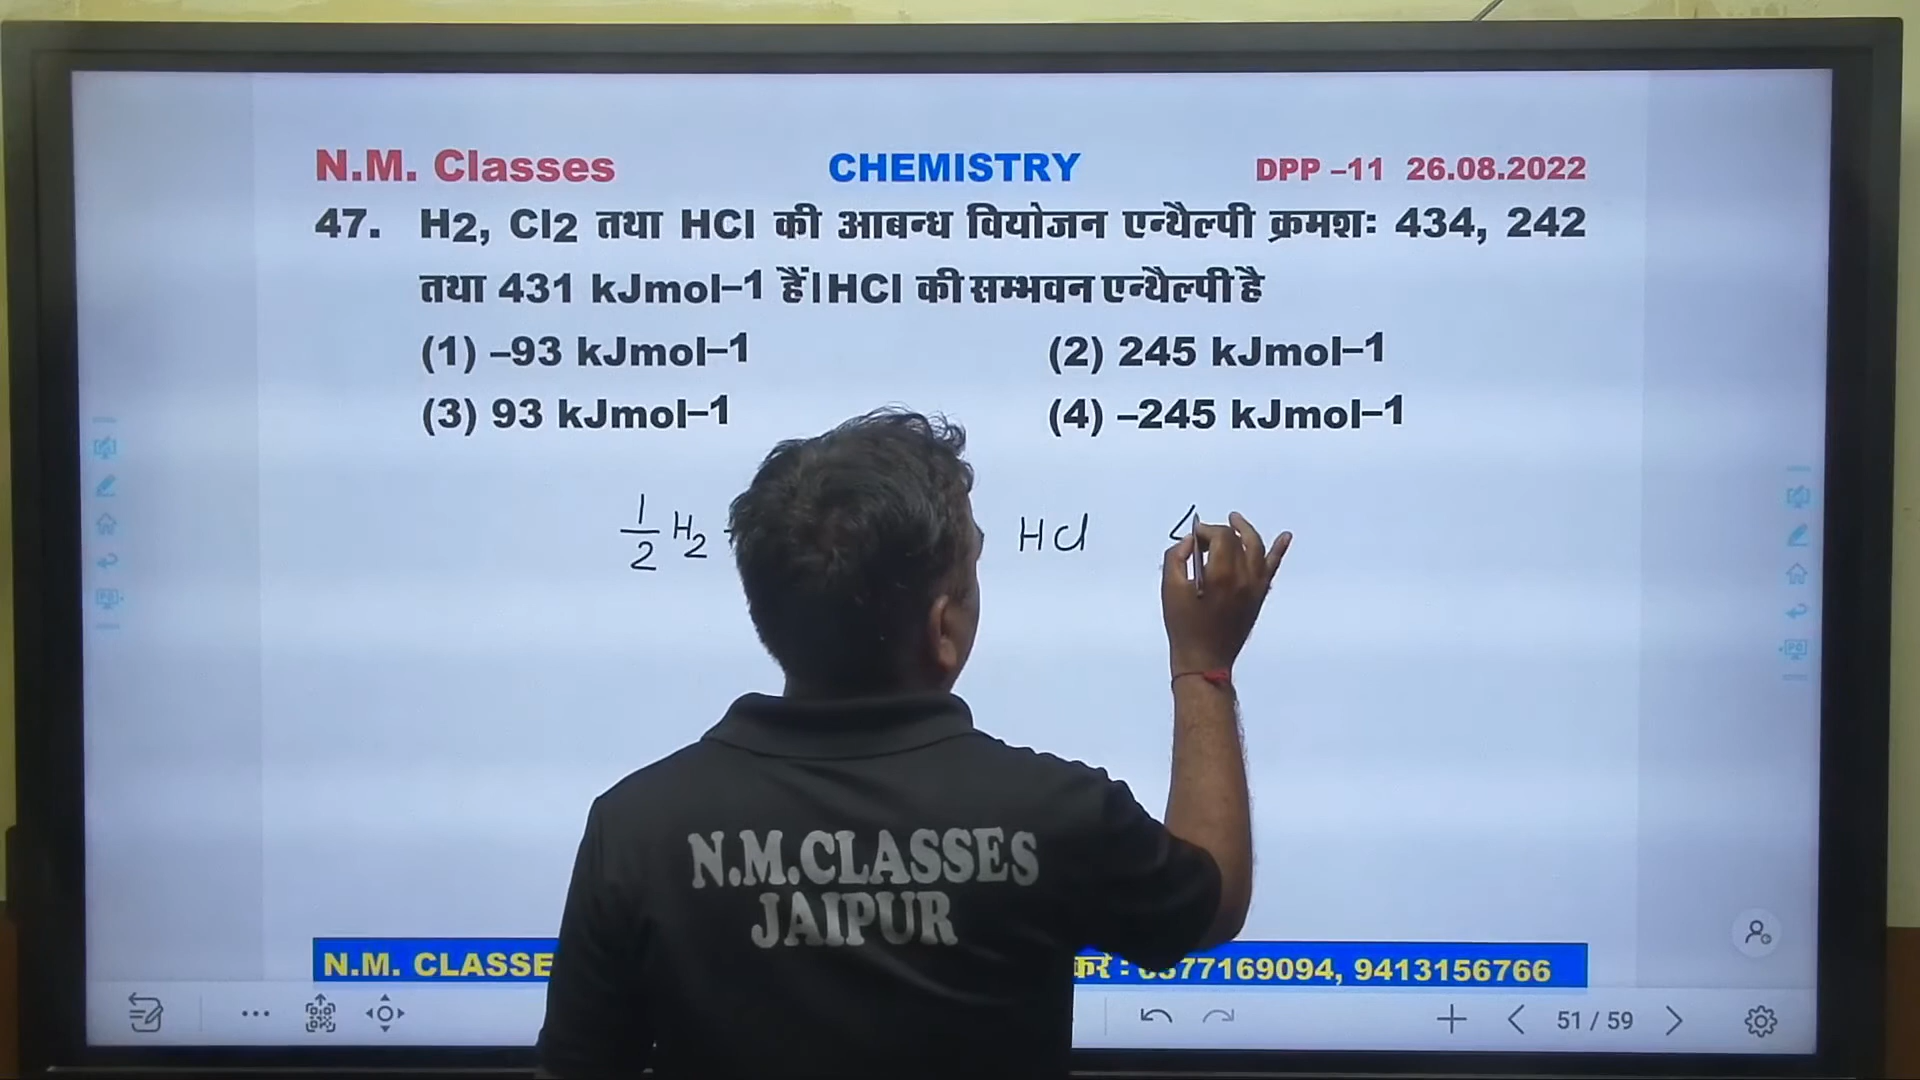 N.M. Classes CHEMISTRY DPP –11 26.08.2022
47. H2, Cl2 तथा HCl की आबन्ध वियोजन एन्थैल्पी क्रमशः 434, 242
तथा 431 kJmol–1 हैं। HCl की सम्भवन एन्थैल्पी है
(1) –93 kJmol–1 (2) 245 kJmol–1
(3) 93 kJmol–1 (4) –245 kJmol–1
1/2 H2 HCl
N.M.CLASSES
JAIPUR
N.M. CLASSE करे : 77169094, 9413156766
51 / 59